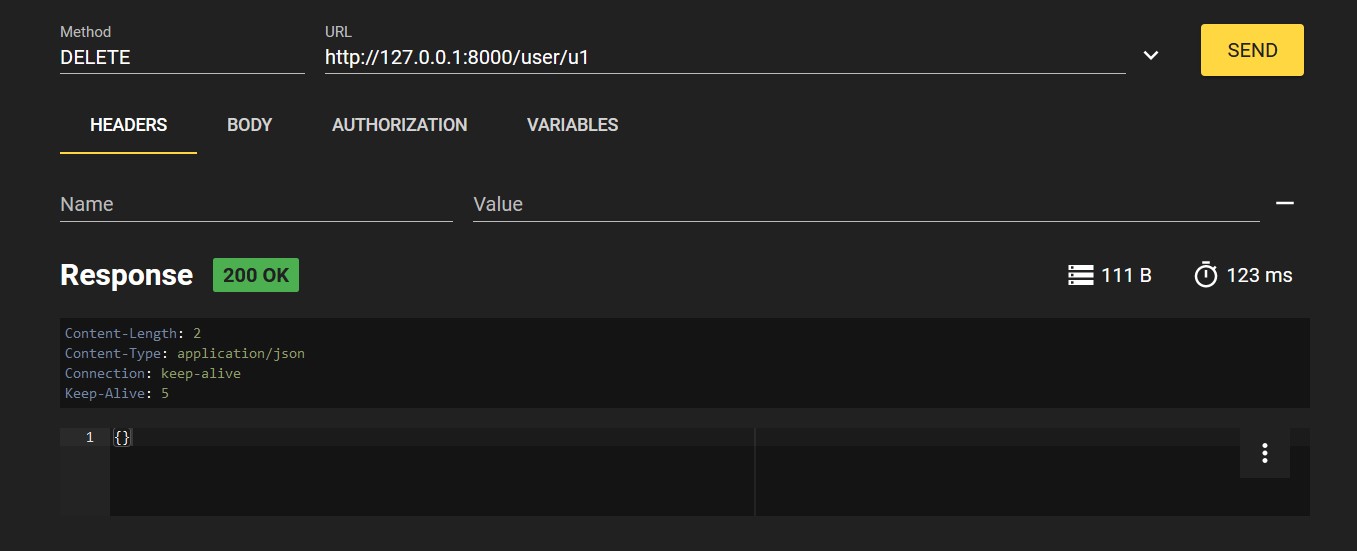 Method
DELETE
URL
http://127.0.0.1:8000/user/u1
SEND
HEADERS BODY AUTHORIZATION VARIABLES
Name Value
Response 200 OK 111 B 123 ms
Content-Length: 2
Content-Type: application/json
Connection: keep-alive
Keep-Alive: 5
1 {}